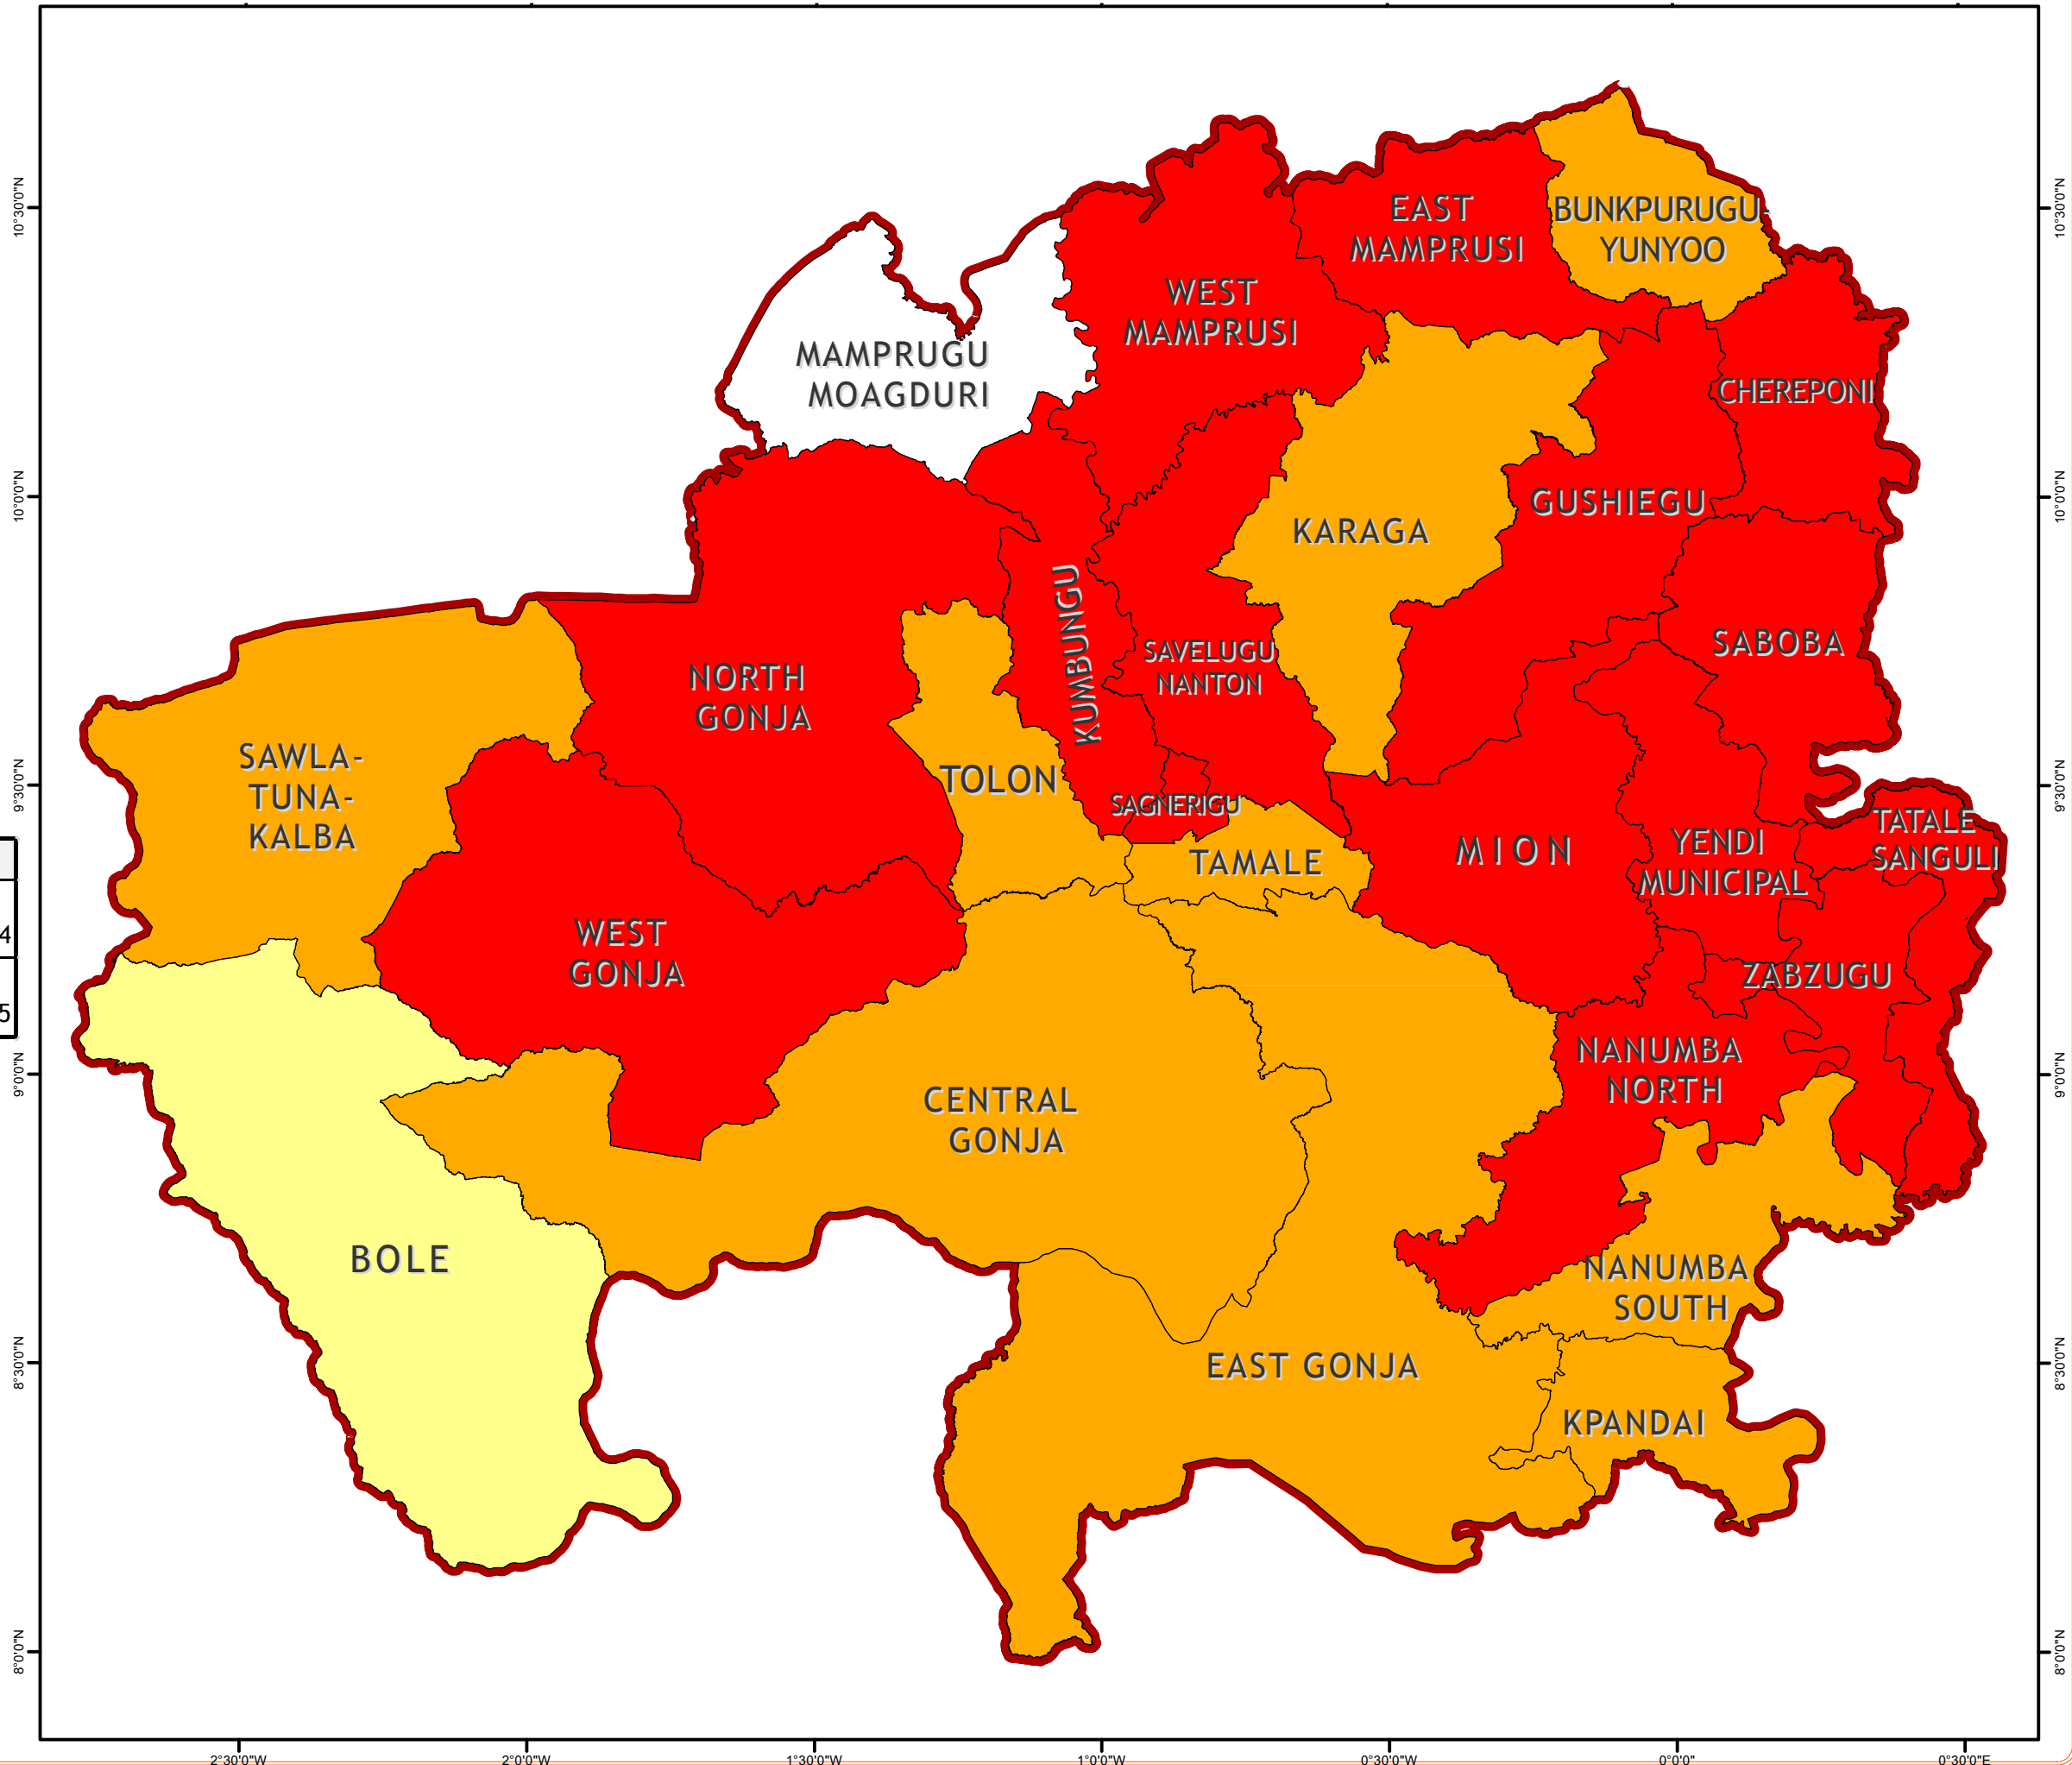 EAST
MAMPRUSI
BUNKPURUGU-
YUNYOO
WEST
MAMPRUSI
MAMPRUGU
MOAGDURI
CHEREPONI
GUSHIEGU
KARAGA
KUMBUNGU
SAVELUGU
NANTON
SABOBA
NORTH
GONJA
SAWLA-
TUNA-
KALBA
TOLON
SAGNERIGU
TAMALE
MION
YENDI
MUNICIPAL
TATALE
SANGULI
WEST
GONJA
ZABZUGU
NANUMBA
NORTH
CENTRAL
GONJA
BOLE
NANUMBA
SOUTH
EAST GONJA
KPANDAI
10°30'0"N
10°0'0"N
9°30'0"N
9°0'0"N
8°30'0"N
8°0'0"N
10°30'0"N
10°0'0"N
9°30'0"N
9°0'0"N
8°30'0"N
8°0'0"N
4
5
2°30'0"W
2°0'0"W
1°30'0"W
1°0'0"W
0°30'0"W
0°0'0"
0°30'0"E